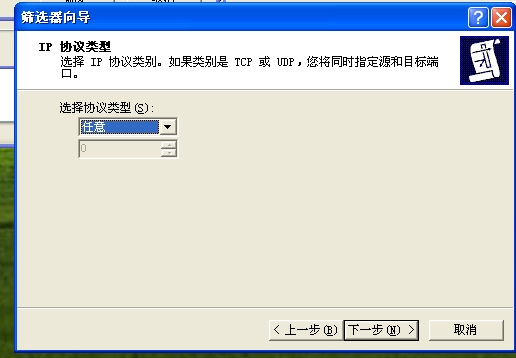 筛选器向导
IP 协议类型
选择 IP 协议类别。如果类别是 TCP 或 UDP，您将同时指定源和目标端
口。
选择协议类型(S):
任意
0
< 上一步(B)
下一步(N) >
取消